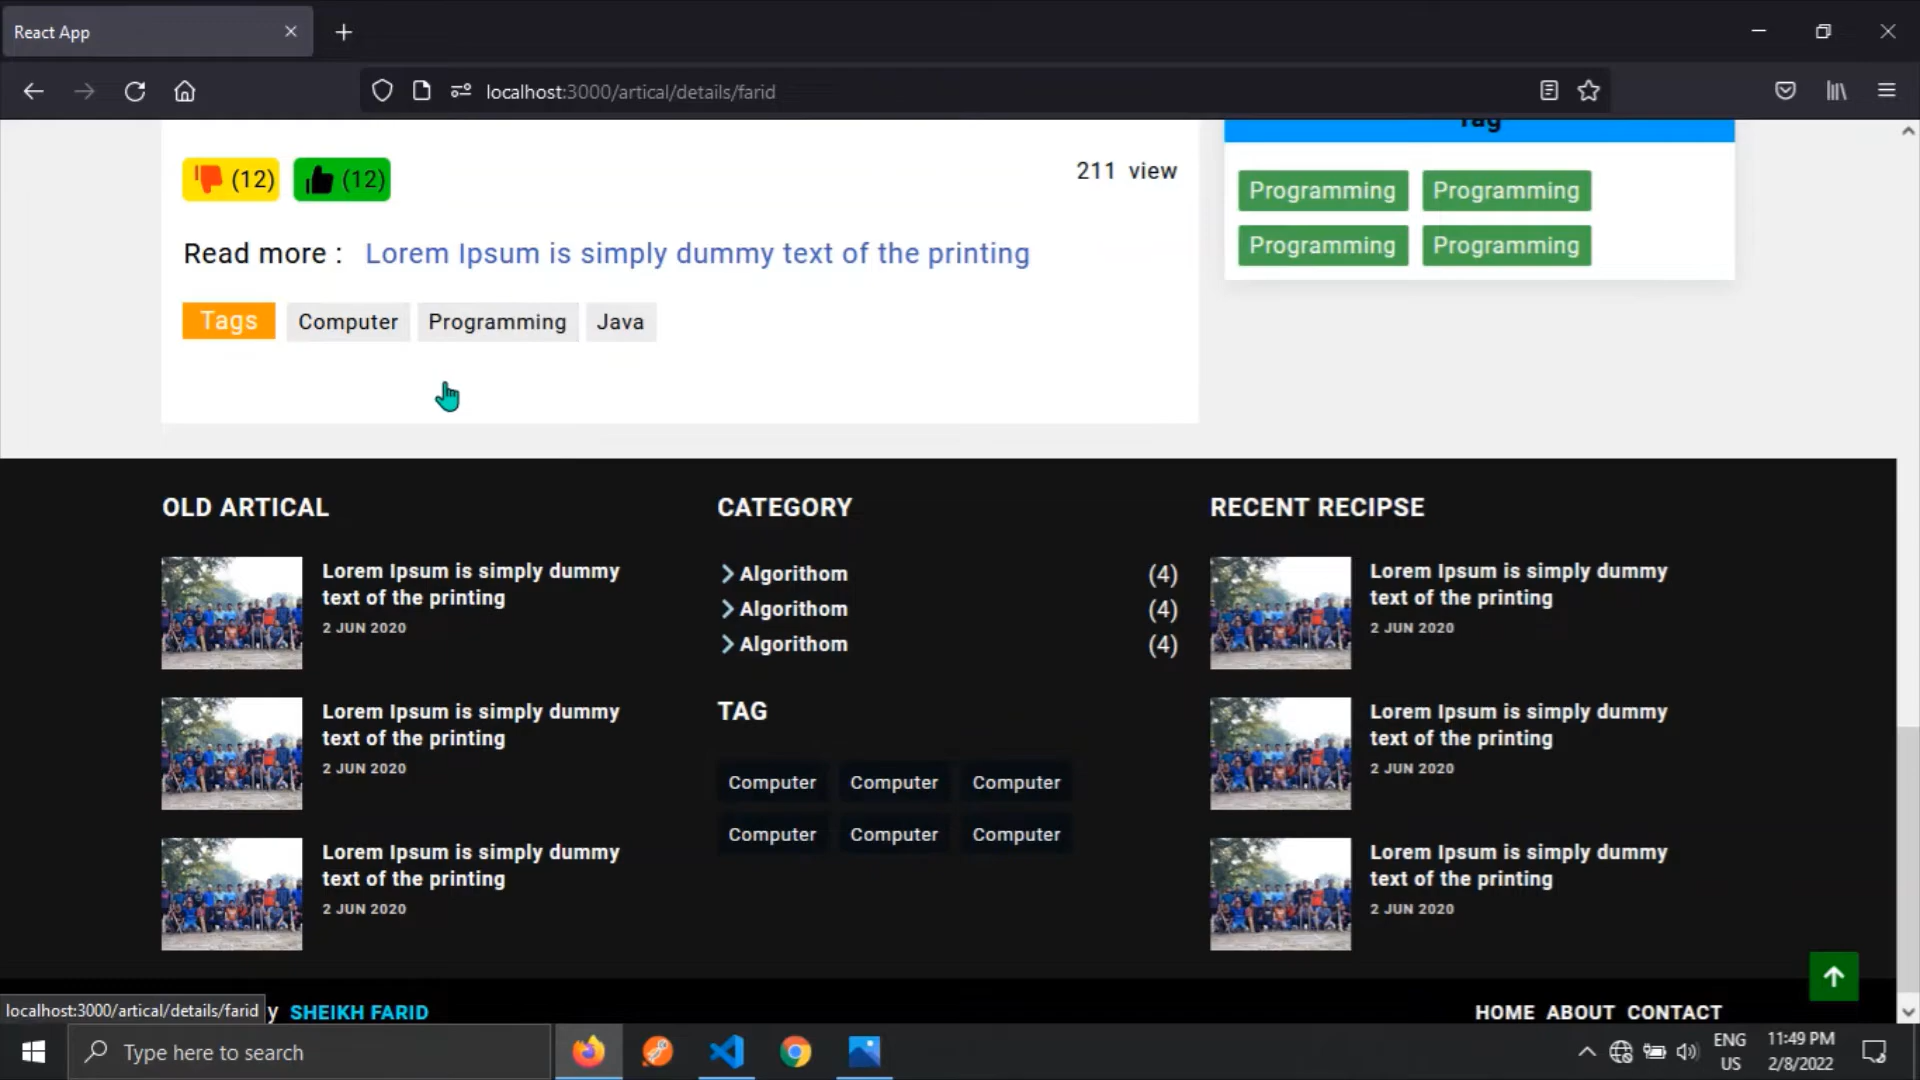 React App
localhost:3000/artical/details/farid
Tag
(12) (12)
211 view
Programming Programming
Programming Programming
Read more : Lorem Ipsum is simply dummy text of the printing
Tags Computer Programming Java
OLD ARTICAL
Lorem Ipsum is simply dummy
text of the printing
2 JUN 2020
Lorem Ipsum is simply dummy
text of the printing
2 JUN 2020
Lorem Ipsum is simply dummy
text of the printing
2 JUN 2020
CATEGORY
Algorithom (4)
Algorithom (4)
Algorithom (4)
TAG
Computer Computer Computer
Computer Computer Computer
RECENT RECIPSE
Lorem Ipsum is simply dummy
text of the printing
2 JUN 2020
Lorem Ipsum is simply dummy
text of the printing
2 JUN 2020
Lorem Ipsum is simply dummy
text of the printing
2 JUN 2020
localhost:3000/artical/details/farid
y SHEIKH FARID
HOME ABOUT CONTACT
Type here to search
ENG
US
11:49 PM
2/8/2022